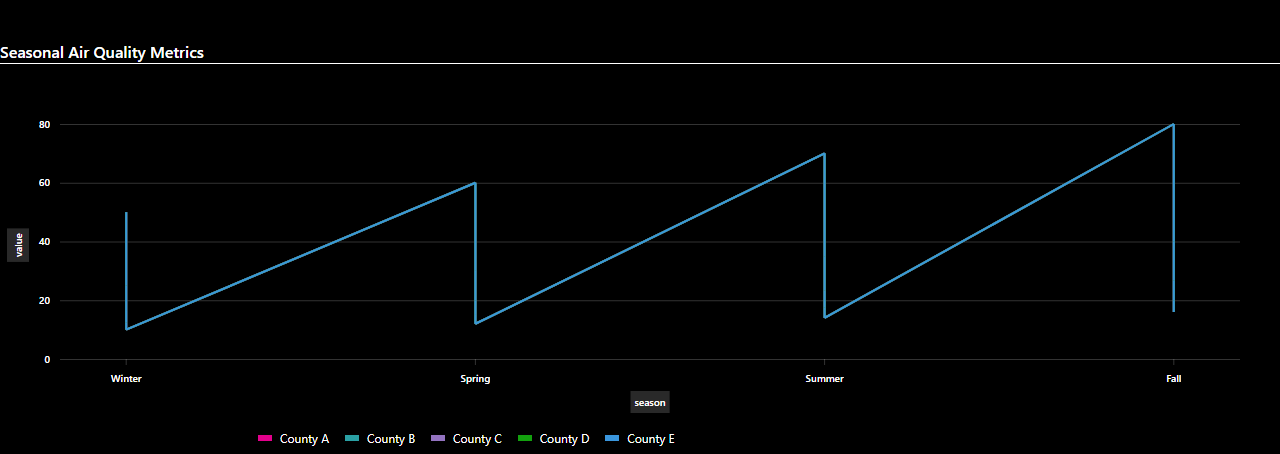 Seasonal Air Quality Metrics
80
60
40
20
0
value
Winter Spring Summer Fall
season
County A County B County C County D County E